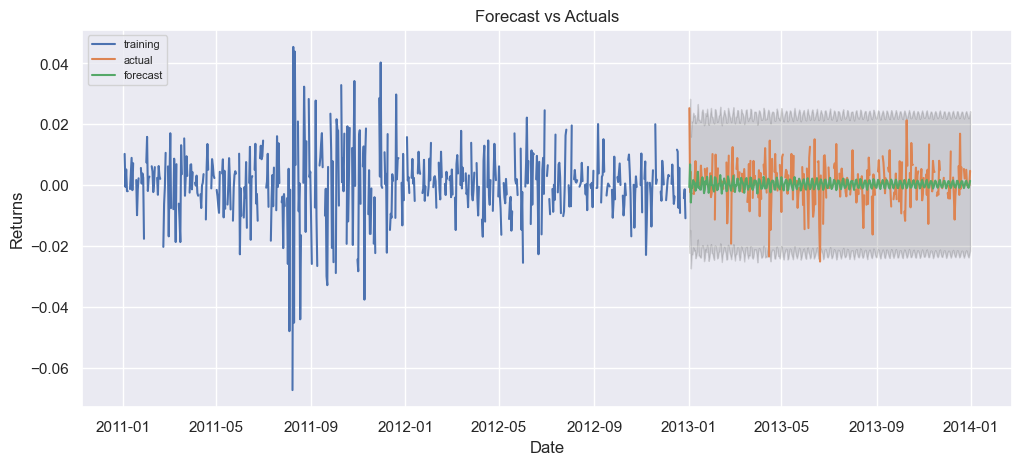 Forecast vs Actuals
training
actual
forecast
Returns
0.04
0.02
0.00
−0.02
−0.04
−0.06
2011-01 2011-05 2011-09 2012-01 2012-05 2012-09 2013-01 2013-05 2013-09 2014-01
Date